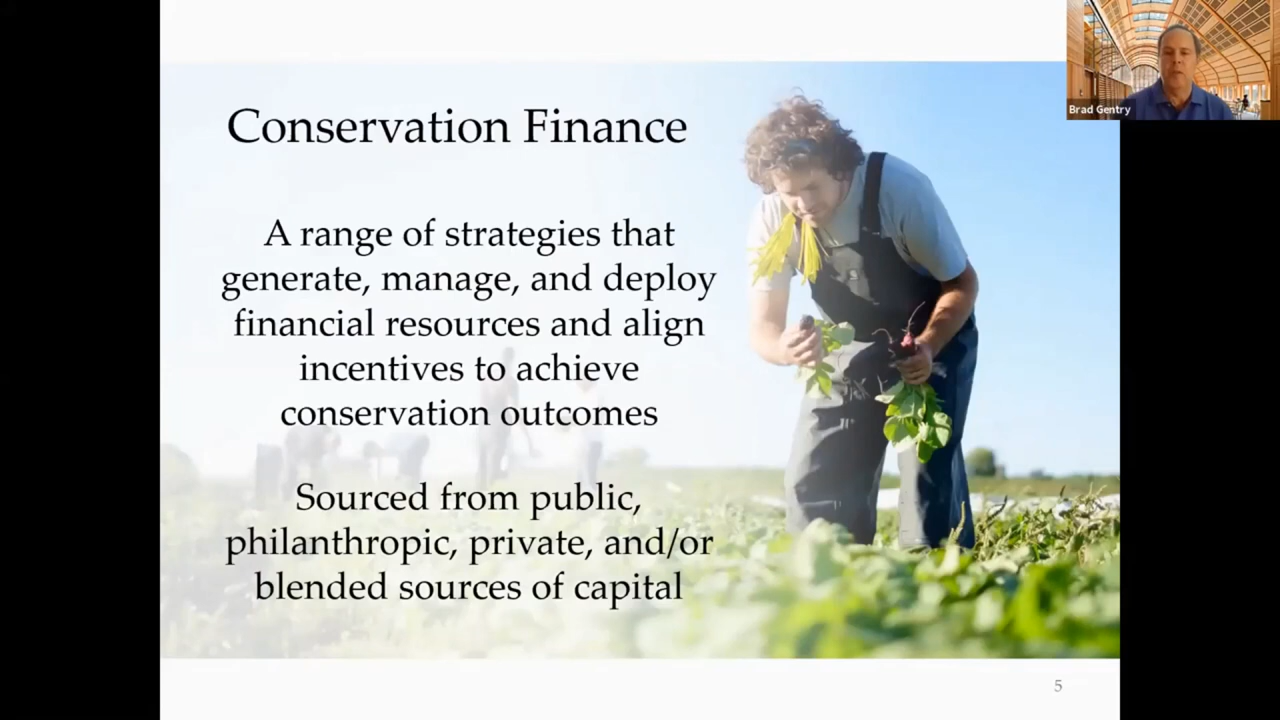 Conservation Finance
A range of strategies that
generate, manage, and deploy
financial resources and align
incentives to achieve
conservation outcomes
Sourced from public,
philanthropic, private, and/or
blended sources of capital
5
Brad Gentry